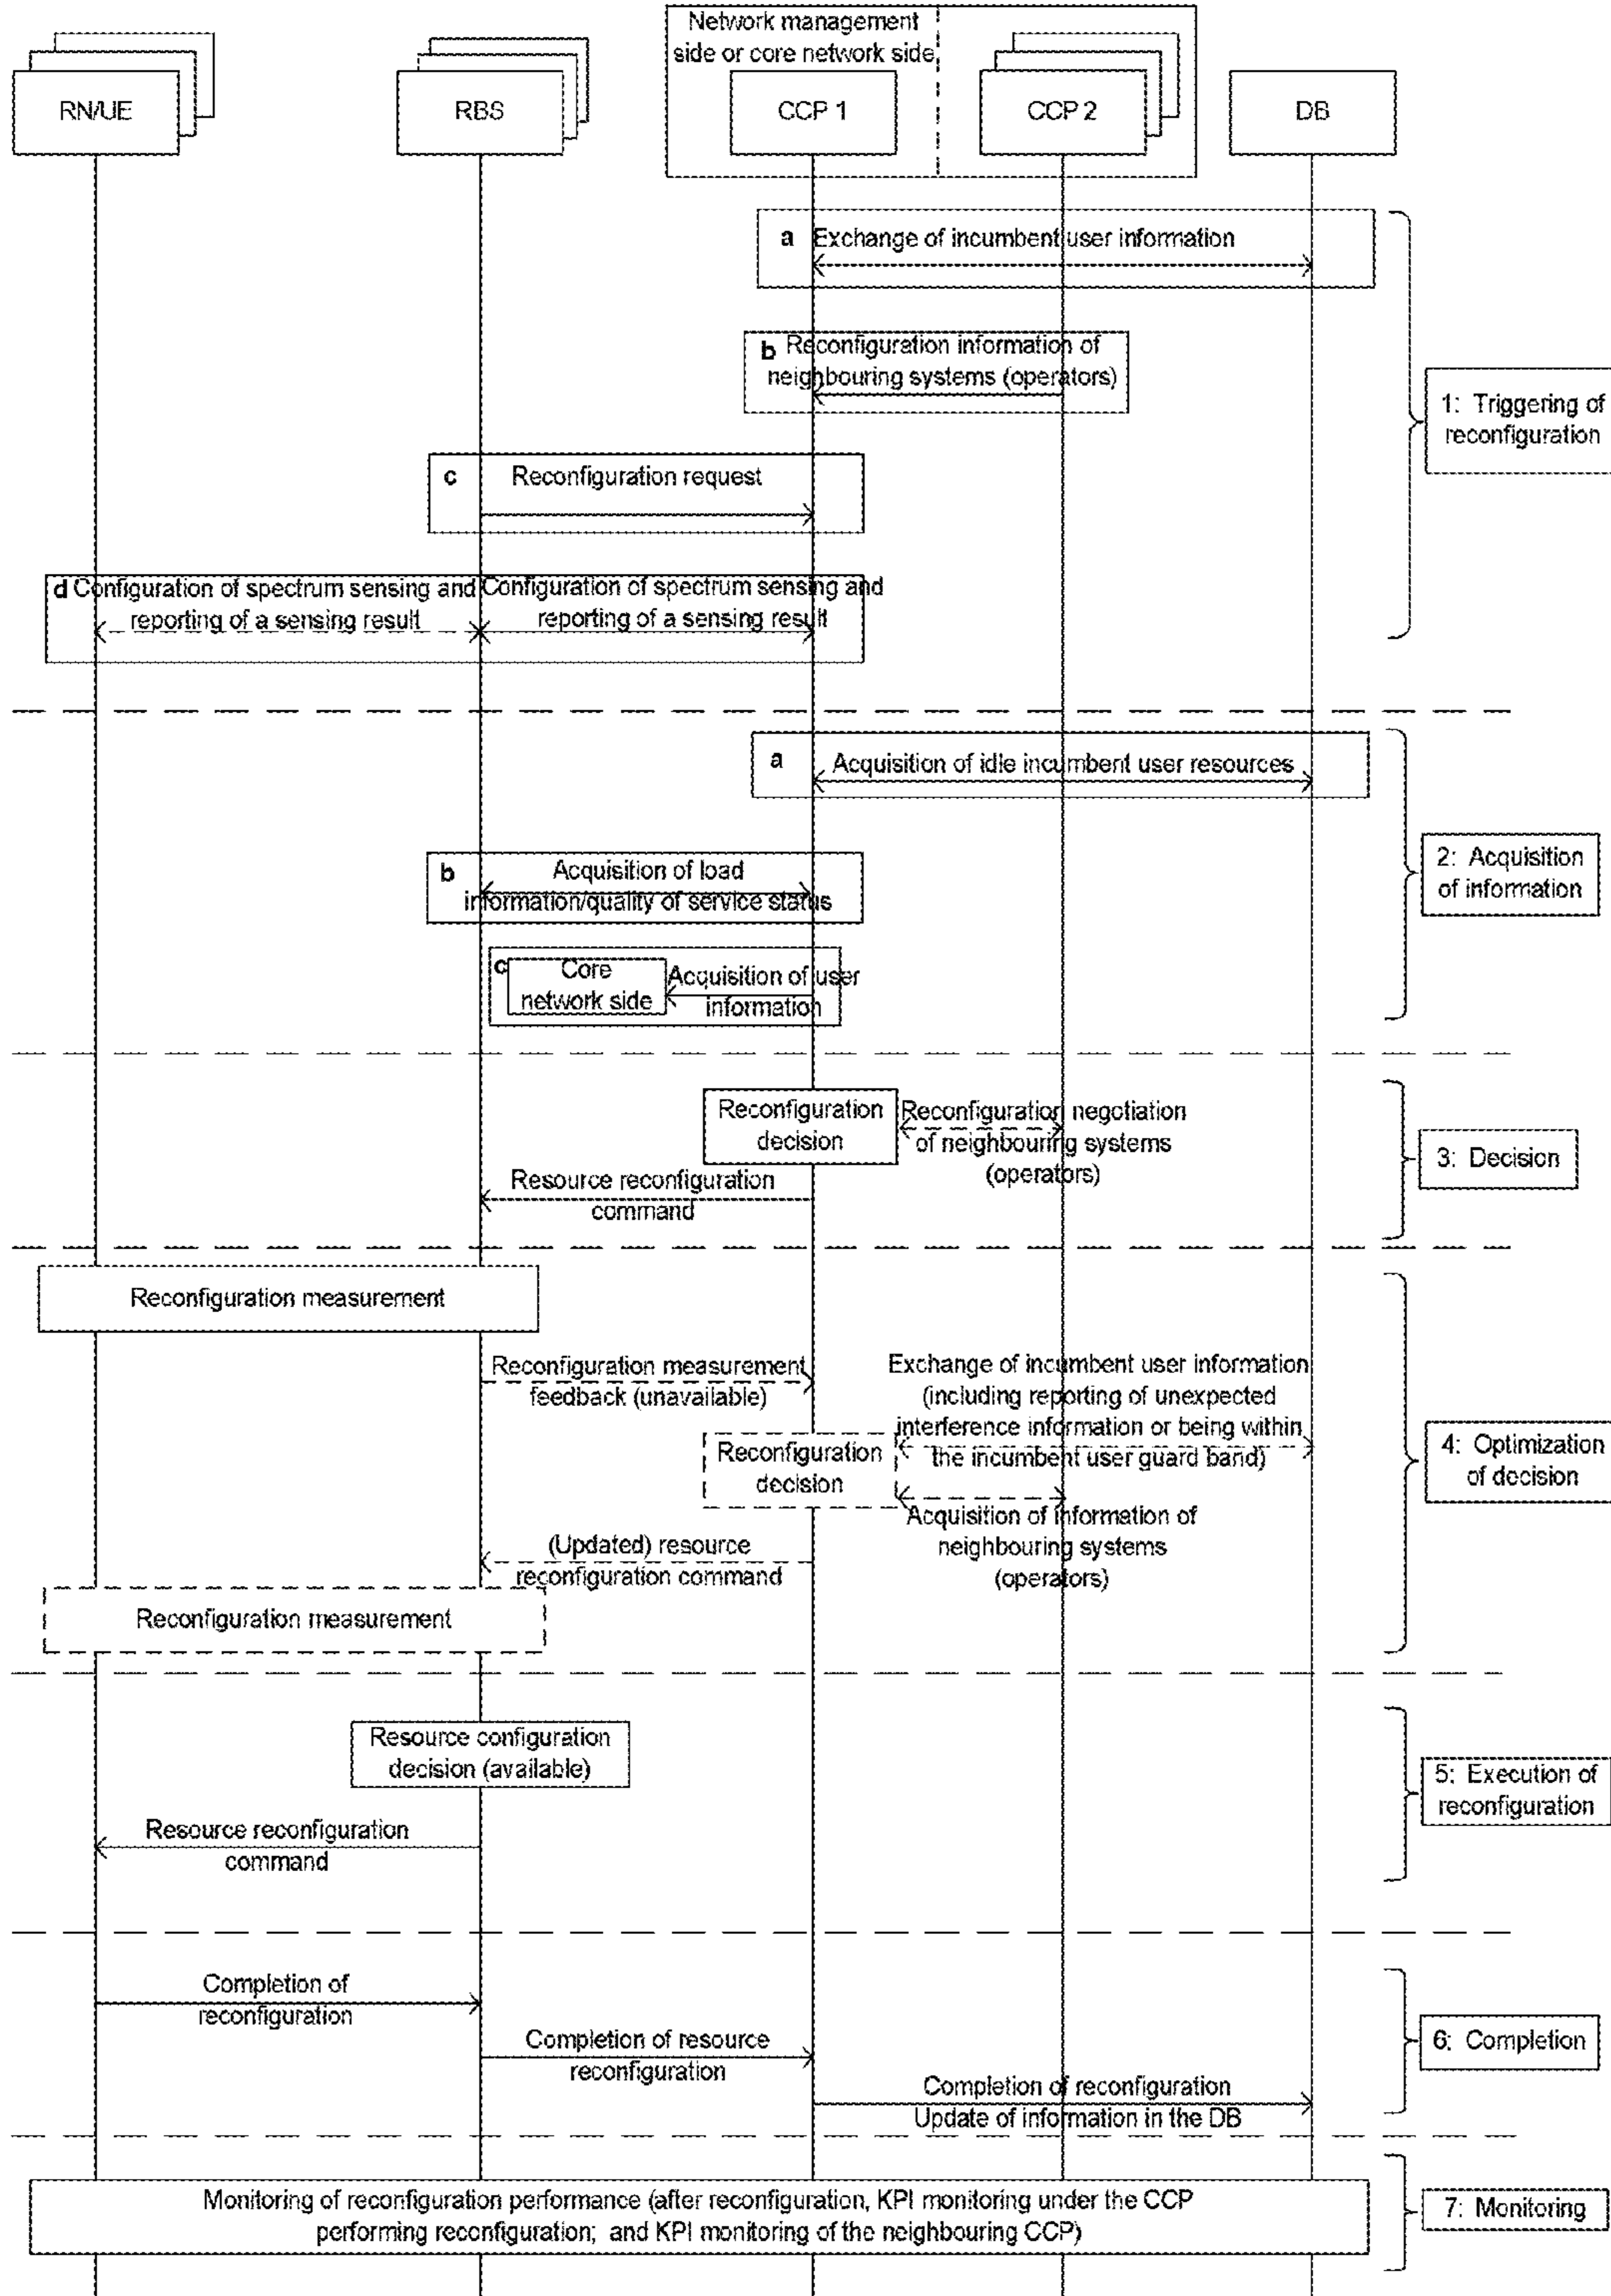 Network management
side or core network side
RN/UE
RBS
CCP 1
CCP 2
DB
a Exchange of incumbent user information
b Reconfiguration information of
neighbouring systems (operators)
1: Triggering of
reconfiguration
c Reconfiguration request
d Configuration of spectrum sensing and
reporting of a sensing result
Configuration of spectrum sensing and
reporting of a sensing result
a Acquisition of idle incumbent user resources
b Acquisition of load
information/quality of service status
2: Acquisition
of information
c Core
network side
Acquisition of user
information
Reconfiguration
decision
Reconfiguration negotiation
of neighbouring systems
(operators)
3: Decision
Resource reconfiguration
command
Reconfiguration measurement
Reconfiguration measurement
feedback (unavailable)
Exchange of incumbent user information
(including reporting of unexpected
interference information or being within
the incumbent user guard band)
Reconfiguration
decision
4: Optimization
of decision
Acquisition of information of
neighbouring systems
(operators)
(Updated) resource
reconfiguration command
Reconfiguration measurement
Resource configuration
decision (available)
5: Execution of
reconfiguration
Resource reconfiguration
command
Completion of
reconfiguration
Completion of resource
reconfiguration
6: Completion
Completion of reconfiguration
Update of information in the DB
Monitoring of reconfiguration performance (after reconfiguration, KPI monitoring under the CCP
performing reconfiguration; and KPI monitoring of the neighbouring CCP)
7: Monitoring